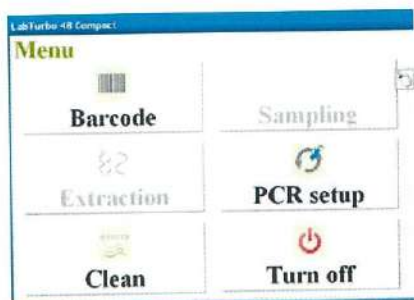 LabTurbo 48 Compact
Menu
Barcode
Sampling
Extraction
PCR setup
Clean
Turn off